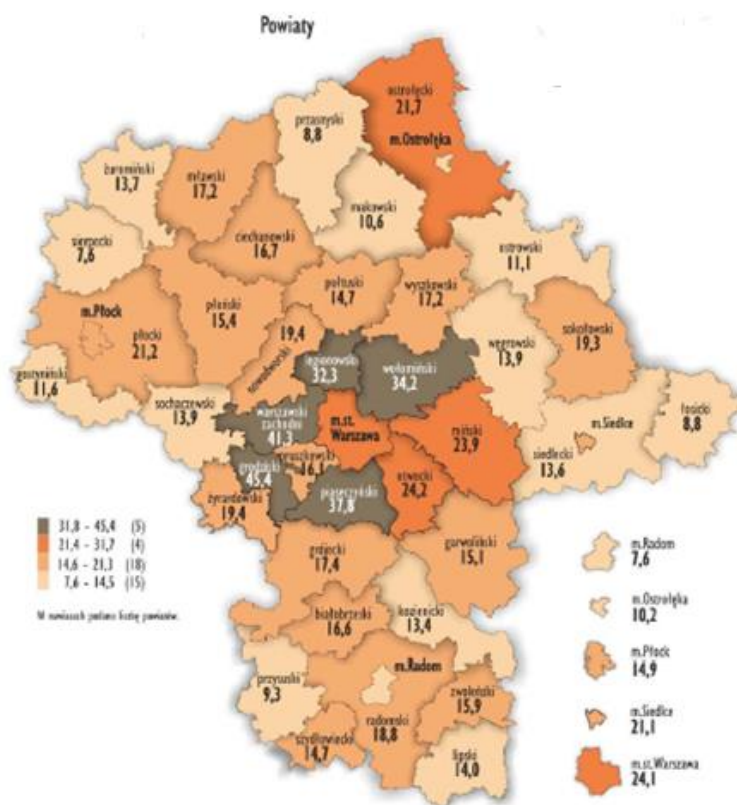 Powiaty
ostrołęcki
21,7
m.Ostrołęka
przasnyski
8,8
żuromiński
13,7
mławski
17,2
makowski
10,6
ciechanowski
16,7
sierpecki
7,6
ostrowski
11,1
pułtuski
14,7
wyszkowski
17,2
płoński
15,4
m.Płock
płocki
21,2
sokołowski
19,3
węgrowski
13,9
19,4
nowodworski
legionowski
32,3
wołomiński
34,2
gostyniński
11,6
sochaczewski
13,9
warszawski
zachodni
41,3
m.st.
Warszawa
miński
23,9
m.Siedlce
siedlecki
13,6
łosicki
8,8
grodziski
45,4
pruszkowski
16,1
otwocki
24,2
piaseczyński
37,8
żyrardowski
19,4
31,8 - 45,4 (5)
21,4 - 31,7 (4)
14,6 - 21,3 (18)
7,6 - 14,5 (15)
W nawiasach podano liczbę powiatów.
grójecki
17,4
garwoliński
15,1
białobrzeski
16,6
kozienicki
13,4
m.Radom
przysuski
9,3
zwoleński
15,9
radomski
18,8
szydłowiecki
14,7
lipski
14,0
m.Radom
7,6
m.Ostrołęka
10,2
m.Płock
14,9
m.Siedlce
21,1
m.st.Warszawa
24,1